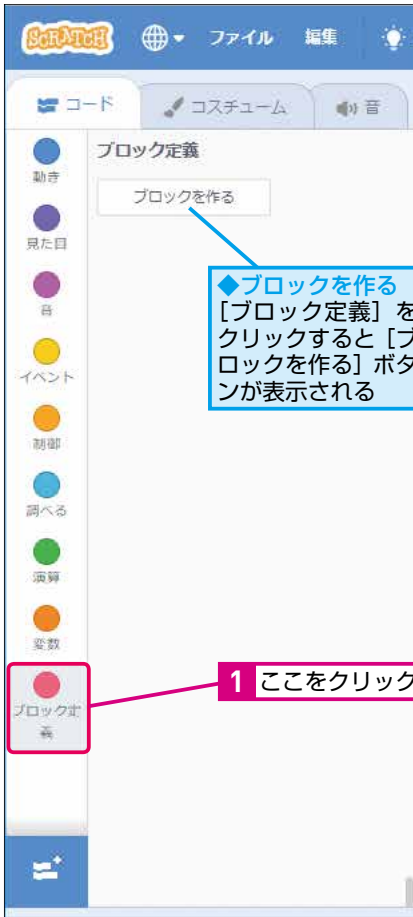 SCRATCH ファイル 編集
コード コスチューム 音
動き
見た目
音
イベント
制御
調べる
演算
変数
ブロック定
義
ブロック定義
ブロックを作る
◆ブロックを作る
[ブロック定義] を
クリックすると [ブ
ロックを作る] ボタ
ンが表示される
1 ここをクリック